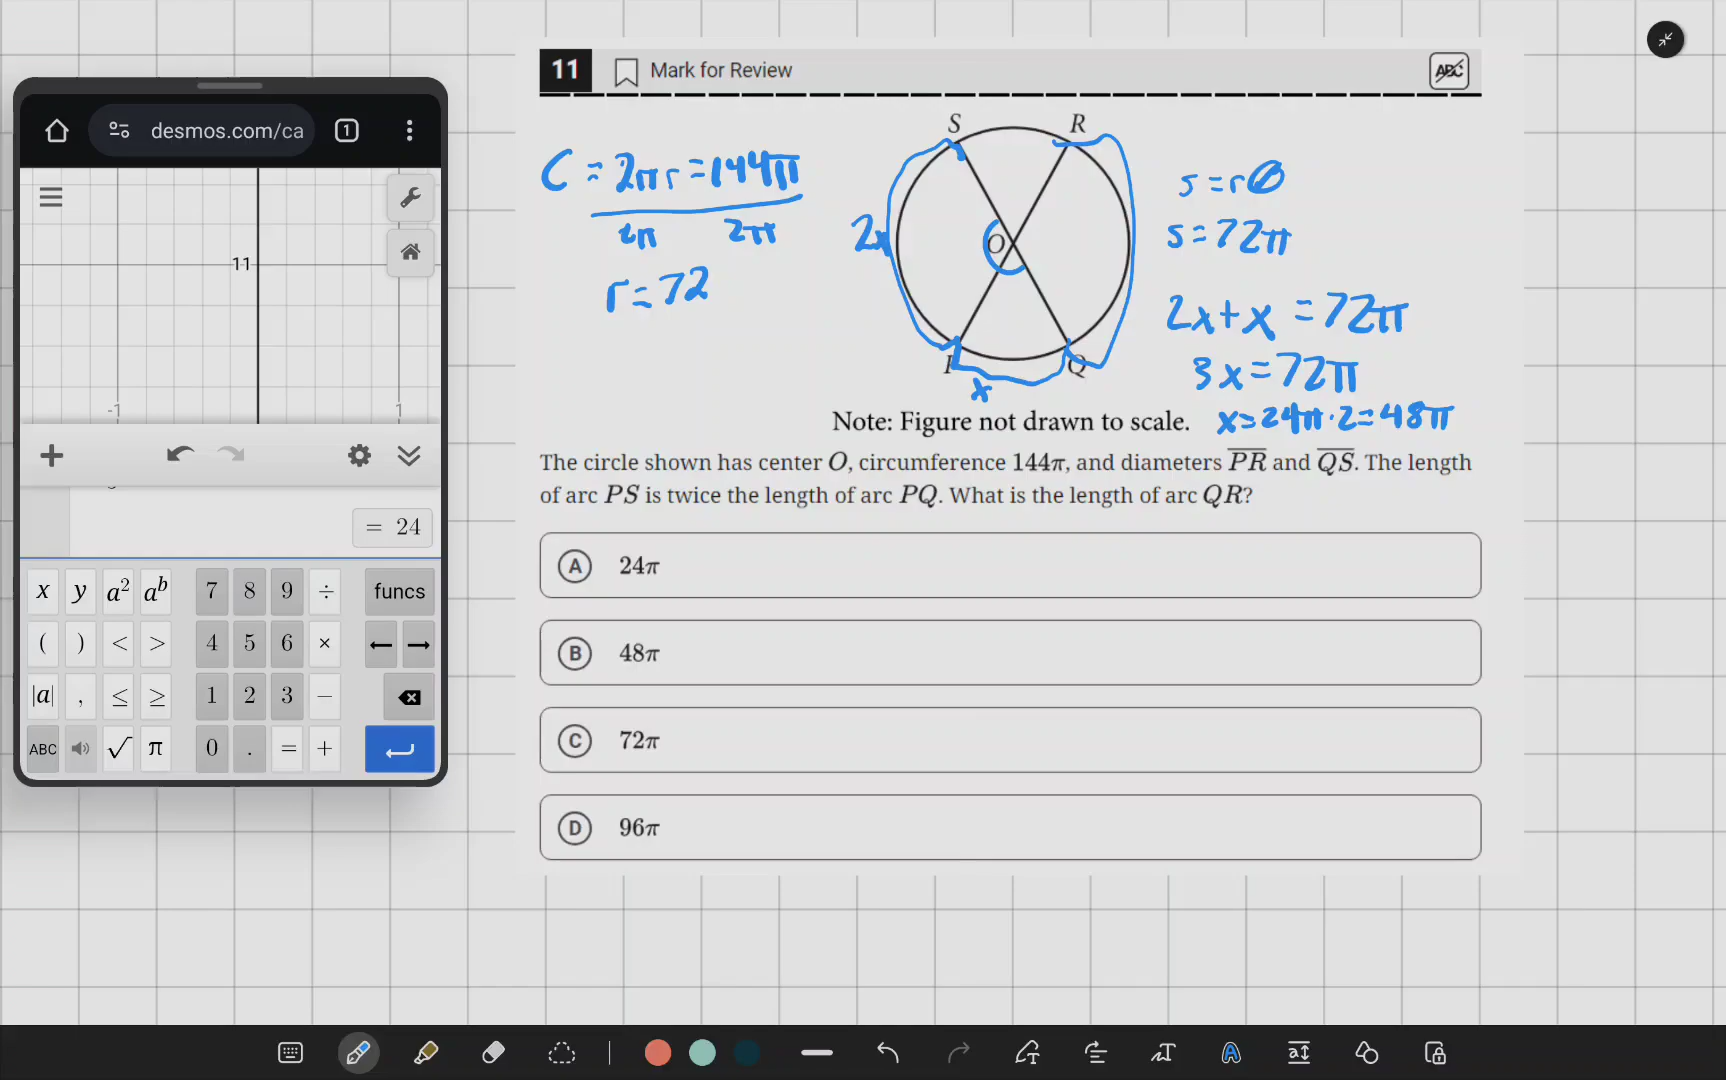 11 Mark for Review ABC
desmos.com/ca 1
11
-1 1
= 24
x y a² aᵇ 7 8 9 ÷ funcs
( ) < > 4 5 6 × ← →
|a| , ≤ ≥ 1 2 3 −
ABC √ π 0 . = +
C = 2πr = 144π
2π 2π
r = 72
S R
O
P Q
2x
x
s = rθ
s = 72π
2x + x = 72π
3x = 72π
x = 24π · 2 = 48π
Note: Figure not drawn to scale.
The circle shown has center O, circumference 144π, and diameters PR and QS. The length
of arc PS is twice the length of arc PQ. What is the length of arc QR?
A 24π
B 48π
C 72π
D 96π